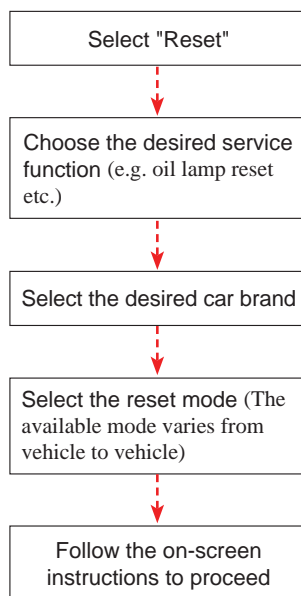 Select "Reset"
Choose the desired service
function (e.g. oil lamp reset
etc.)
Select the desired car brand
Select the reset mode (The
available mode varies from
vehicle to vehicle)
Follow the on-screen
instructions to proceed